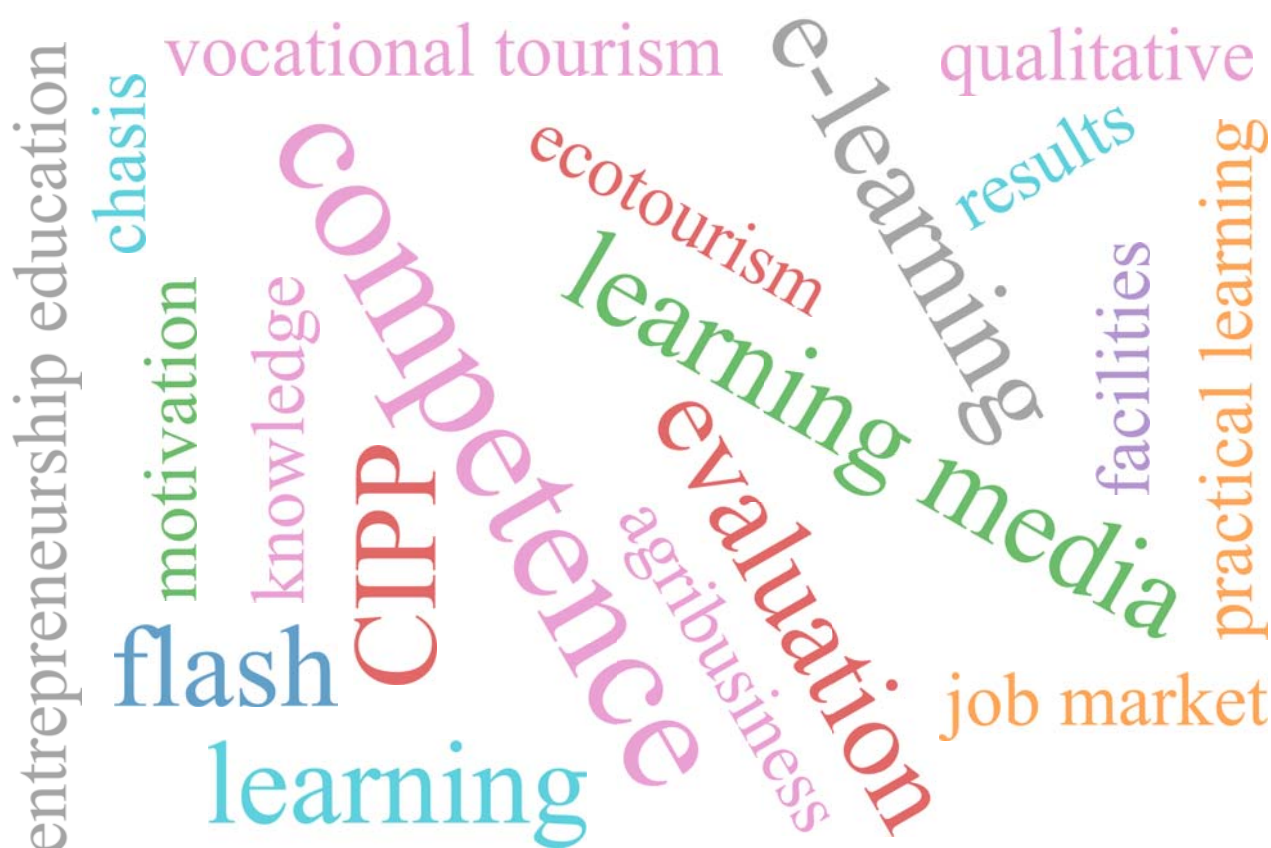 vocational tourism
e-learning
qualitative
entrepreneurship education
chasis
competence
ecotourism
results
practical learning
learning media
facilities
motivation
knowledge
evaluation
CIPP
agribusiness
flash
job market
learning